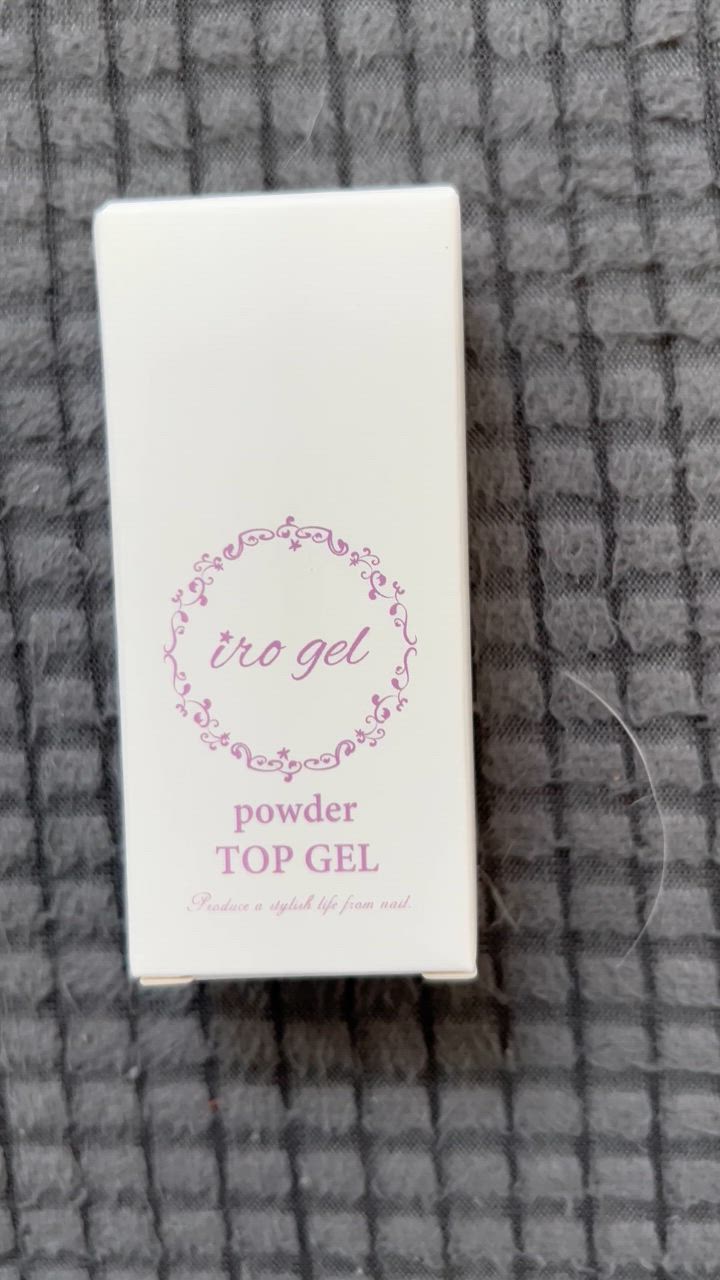 iro gel
powder
TOP GEL
Produce a stylish life from nail.